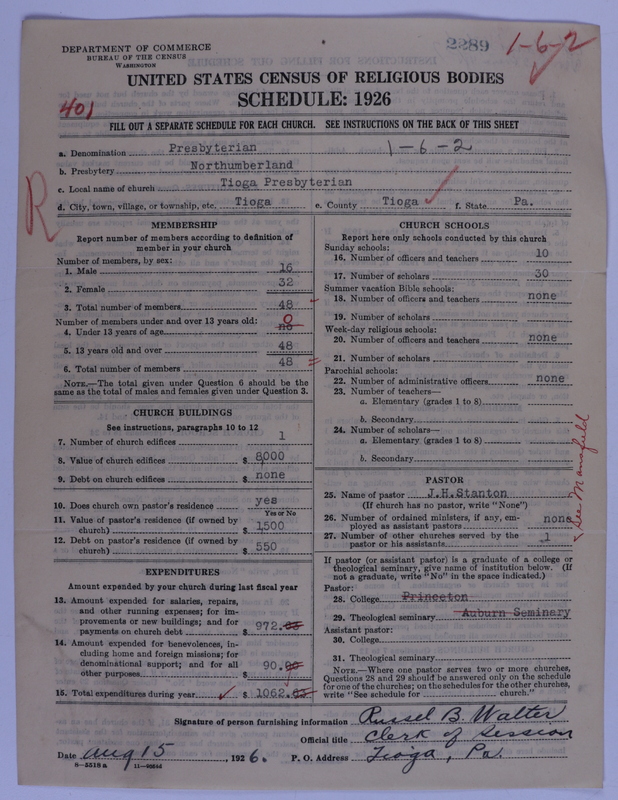 DEPARTMENT OF COMMERCE
BUREAU OF THE CENSUS
WASHINGTON
2289
1-6-2
UNITED STATES CENSUS OF RELIGIOUS BODIES
SCHEDULE: 1926
401
FILL OUT A SEPARATE SCHEDULE FOR EACH CHURCH. SEE INSTRUCTIONS ON THE BACK OF THIS SHEET
a. Denomination Presbyterian 1-6-2
b. Presbytery Northumberland
c. Local name of church Tioga Presbyterian
d. City, town, village, or township, etc. Tioga e. County Tioga f. State Pa.
R
MEMBERSHIP
Report number of members according to definition of
member in your church
Number of members, by sex:
1. Male 16
2. Female 32
3. Total number of members 48
Number of members under and over 13 years old: 0
4. Under 13 years of age no
5. 13 years old and over 48
6. Total number of members 48
NOTE.—The total given under Question 6 should be the
same as the total of males and females given under Question 3.
CHURCH BUILDINGS
See instructions, paragraphs 10 to 12
7. Number of church edifices 1
8. Value of church edifices $ 8,000
9. Debt on church edifices $ none
10. Does church own pastor's residence yes
Yes or No
11. Value of pastor's residence (if owned by
church) $ 1,500
12. Debt on pastor's residence (if owned by
church) $ 550
EXPENDITURES
Amount expended by your church during last fiscal year
13. Amount expended for salaries, repairs,
and other running expenses; for im-
provements or new buildings; and for
payments on church debt $ 972.
14. Amount expended for benevolences, in-
cluding home and foreign missions; for
denominational support; and for all
other purposes $ 90.
15. Total expenditures during year $ 1062.
CHURCH SCHOOLS
Report here only schools conducted by this church
Sunday schools:
16. Number of officers and teachers 10
17. Number of scholars 30
Summer vacation Bible schools:
18. Number of officers and teachers none
19. Number of scholars
Week-day religious schools:
20. Number of officers and teachers none
21. Number of scholars
Parochial schools:
22. Number of administrative officers none
23. Number of teachers—
a. Elementary (grades 1 to 8)
b. Secondary
24. Number of scholars—
a. Elementary (grades 1 to 8)
b. Secondary
See Mansfield
PASTOR
25. Name of pastor J.H.Stanton
(If church has no pastor, write "None")
26. Number of ordained ministers, if any, em-
ployed as assistant pastors none
27. Number of other churches served by the
pastor or his assistants 1
If pastor (or assistant pastor) is a graduate of a college or
theological seminary, give name of institution below. (If
not a graduate, write "No" in the space indicated.)
Pastor:
28. College Princeton
29. Theological seminary Auburn Seminary
Assistant pastor:
30. College
31. Theological seminary
NOTE.—Where one pastor serves two or more churches,
Questions 28 and 29 should be answered only on the schedule
for one of the churches; on the schedules for the other churches,
write "See schedule for church."
Signature of person furnishing information Russel B. Walter
Official title Clerk of Session
Date Aug 15, 1926. P. O. Address Tioga, Pa.
8-5518a 11-